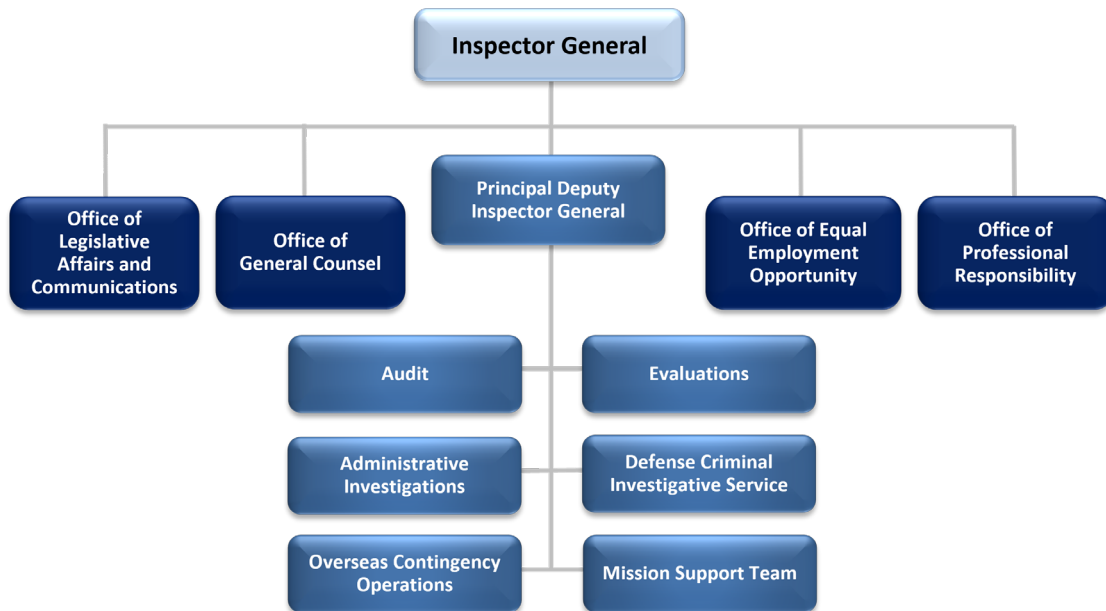 Inspector General
Principal Deputy
Inspector General
Office of
Legislative
Affairs and
Communications
Office of
General Counsel
Office of Equal
Employment
Opportunity
Office of
Professional
Responsibility
Audit
Evaluations
Administrative
Investigations
Defense Criminal
Investigative Service
Overseas Contingency
Operations
Mission Support Team